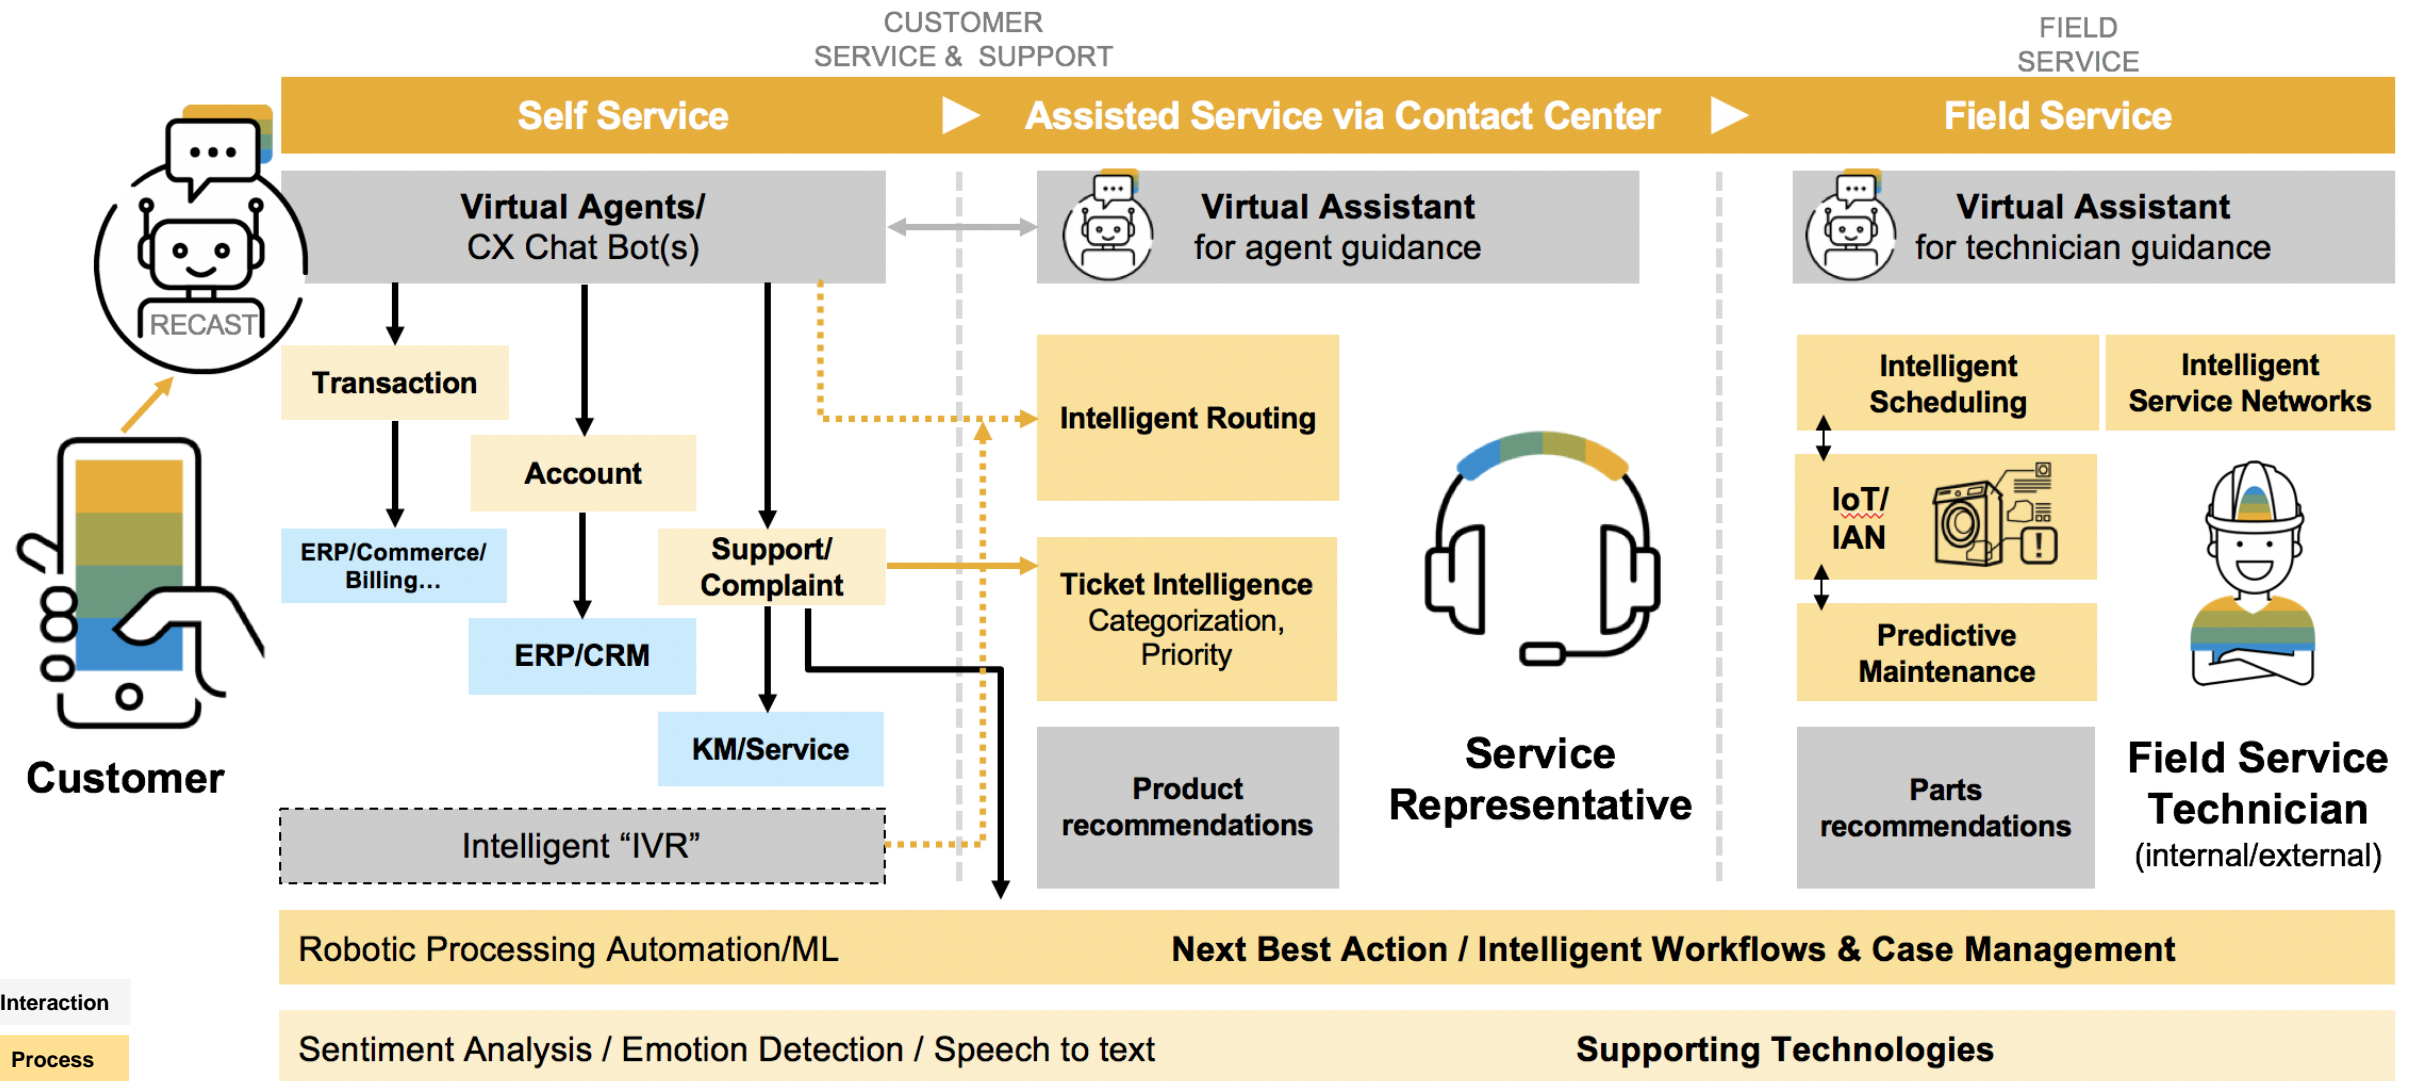 CUSTOMER
SERVICE & SUPPORT
FIELD
SERVICE
Self Service
Assisted Service via Contact Center
Field Service
RECAST
Virtual Agents/
CX Chat Bot(s)
Virtual Assistant
for agent guidance
Virtual Assistant
for technician guidance
Transaction
Account
Support/
Complaint
ERP/Commerce/
Billing...
ERP/CRM
KM/Service
Intelligent “IVR”
Customer
Intelligent Routing
Ticket Intelligence
Categorization,
Priority
Product
recommendations
Service
Representative
Intelligent
Scheduling
Intelligent
Service Networks
IoT/
IAN
!
Predictive
Maintenance
Parts
recommendations
Field Service
Technician
(internal/external)
Robotic Processing Automation/ML
Next Best Action / Intelligent Workflows & Case Management
Interaction
Process
Sentiment Analysis / Emotion Detection / Speech to text
Supporting Technologies